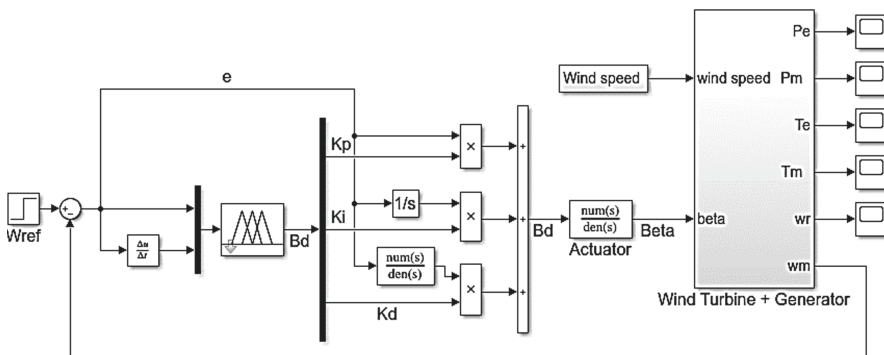 Pe
Wind speed
wind speed
Pm
e
Te
Kp
×
+
Tm
Ki
1/s
×
+
num(s)
den(s)
wr
Wref
+
−
Δu
Δt
Bd
Bd
Actuator
Beta
beta
num(s)
den(s)
×
+
wm
Kd
Wind Turbine + Generator